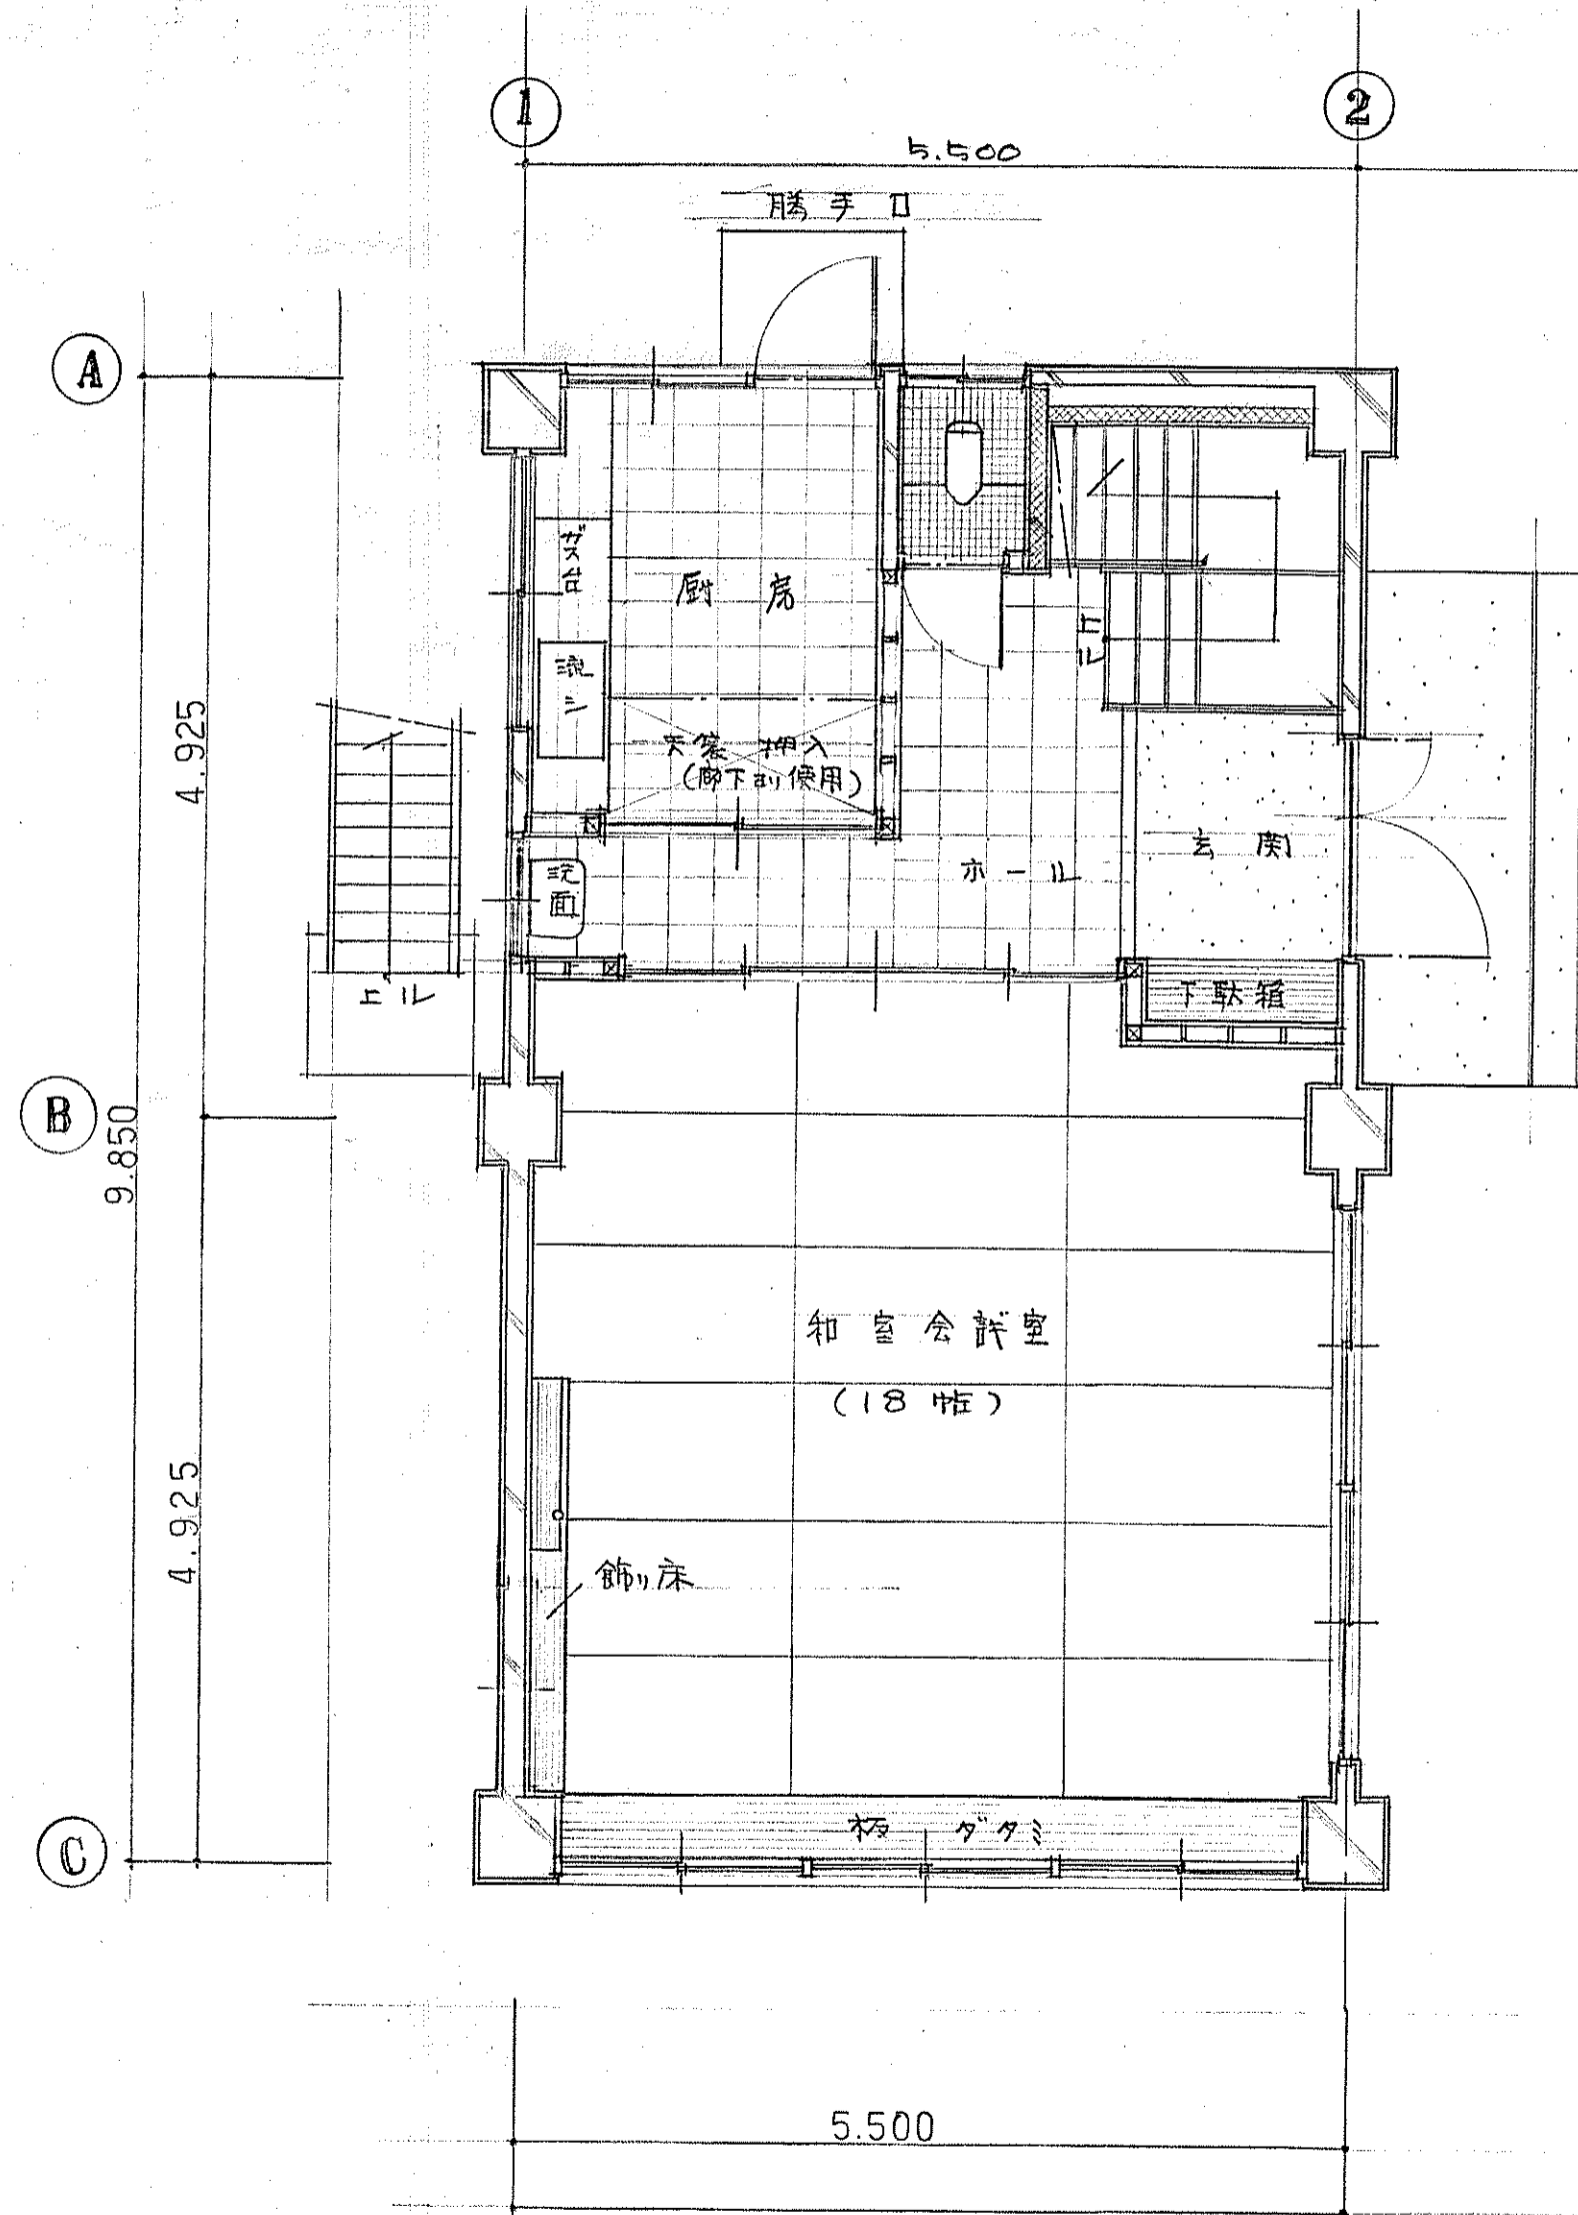 1
2
5.500
勝手口
A
ガス台
厨房
流シ
上ル
4.925
天袋 押入
(廊下ヨリ使用)
玄関
ホール
洗面
上ル
下駄箱
B
9.850
和室会議室
(18帖)
4.925
飾り床
板ダタミ
C
5.500